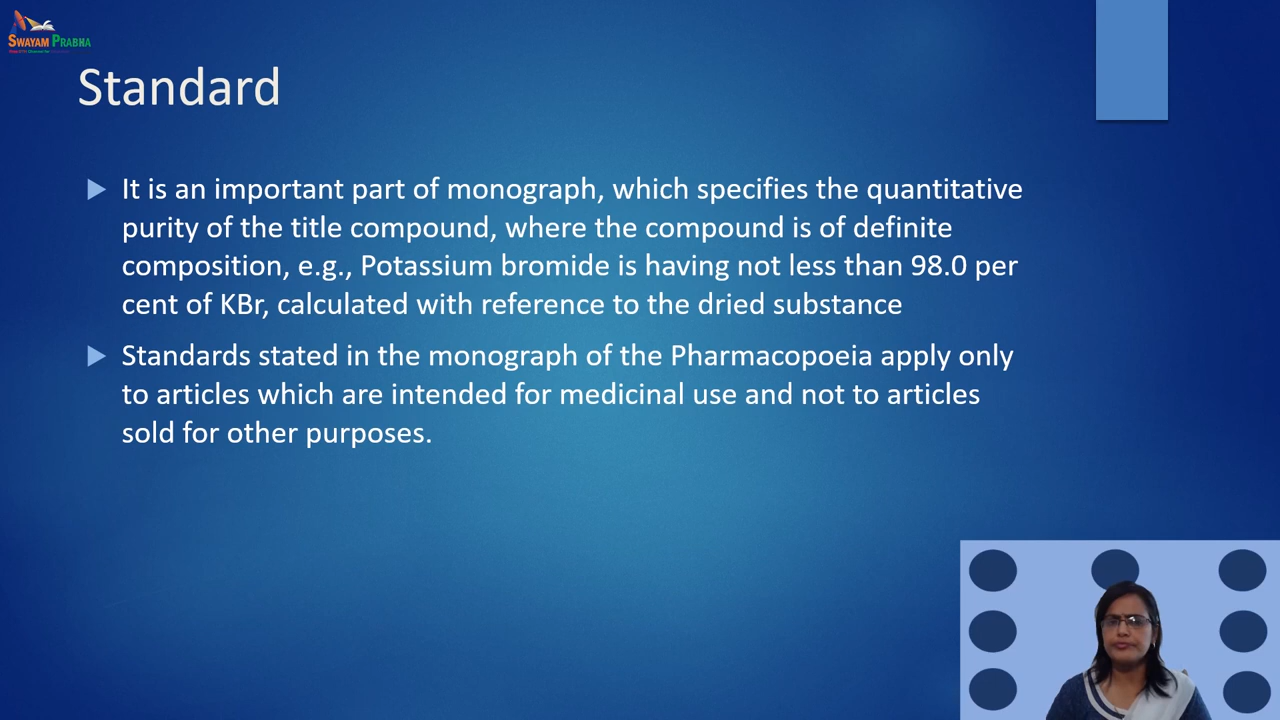 SWAYAM PRABHA
Standard
It is an important part of monograph, which specifies the quantitative
purity of the title compound, where the compound is of definite
composition, e.g., Potassium bromide is having not less than 98.0 per
cent of KBr, calculated with reference to the dried substance
Standards stated in the monograph of the Pharmacopoeia apply only
to articles which are intended for medicinal use and not to articles
sold for other purposes.